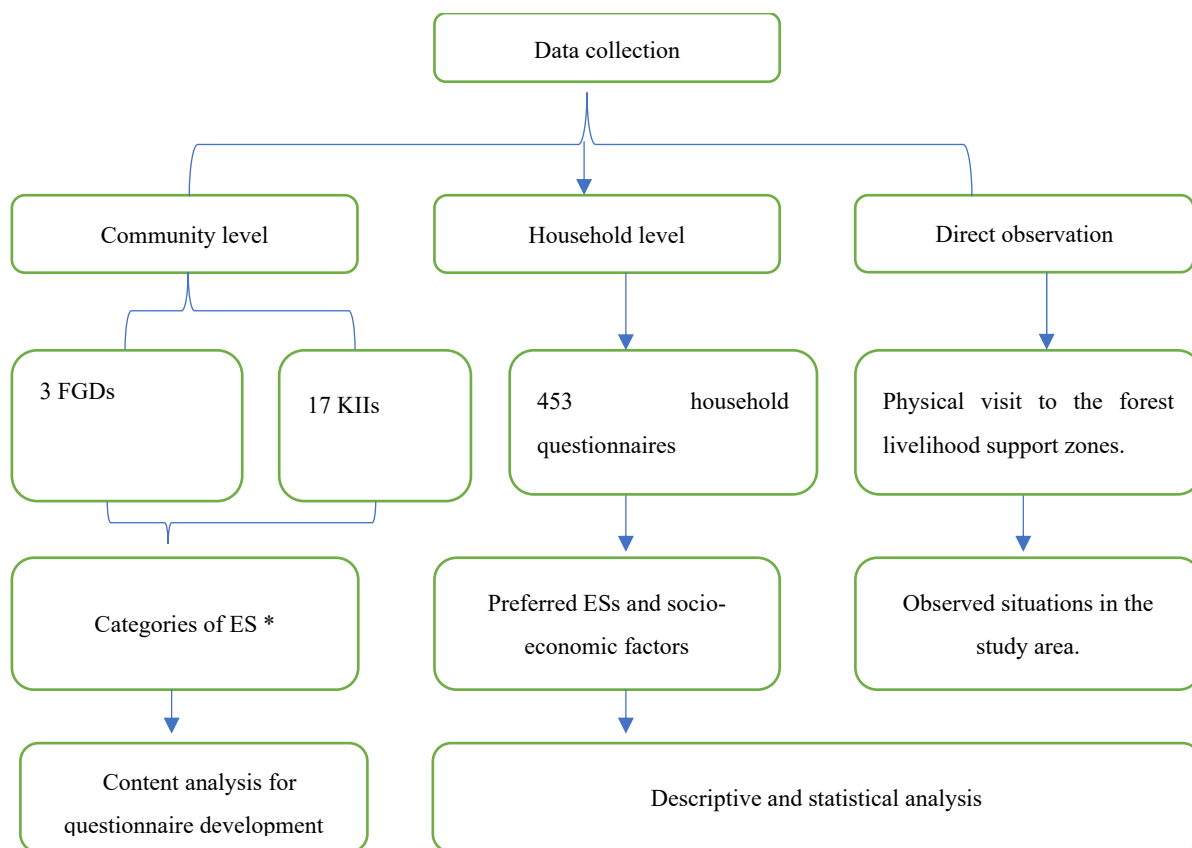 Data collection
Community level
Household level
Direct observation
3 FGDs
17 KIIs
453 household
questionnaires
Physical visit to the forest
livelihood support zones.
Categories of ES *
Preferred ESs and socio-
economic factors
Observed situations in the
study area.
Content analysis for
questionnaire development
Descriptive and statistical analysis